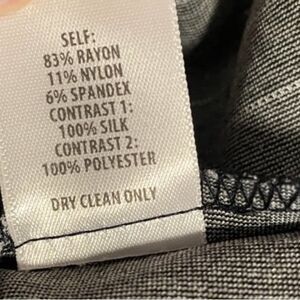 SELF:
83% RAYON
11% NYLON
6% SPANDEX
CONTRAST 1:
100% SILK
CONTRAST 2:
100% POLYESTER
DRY CLEAN ONLY